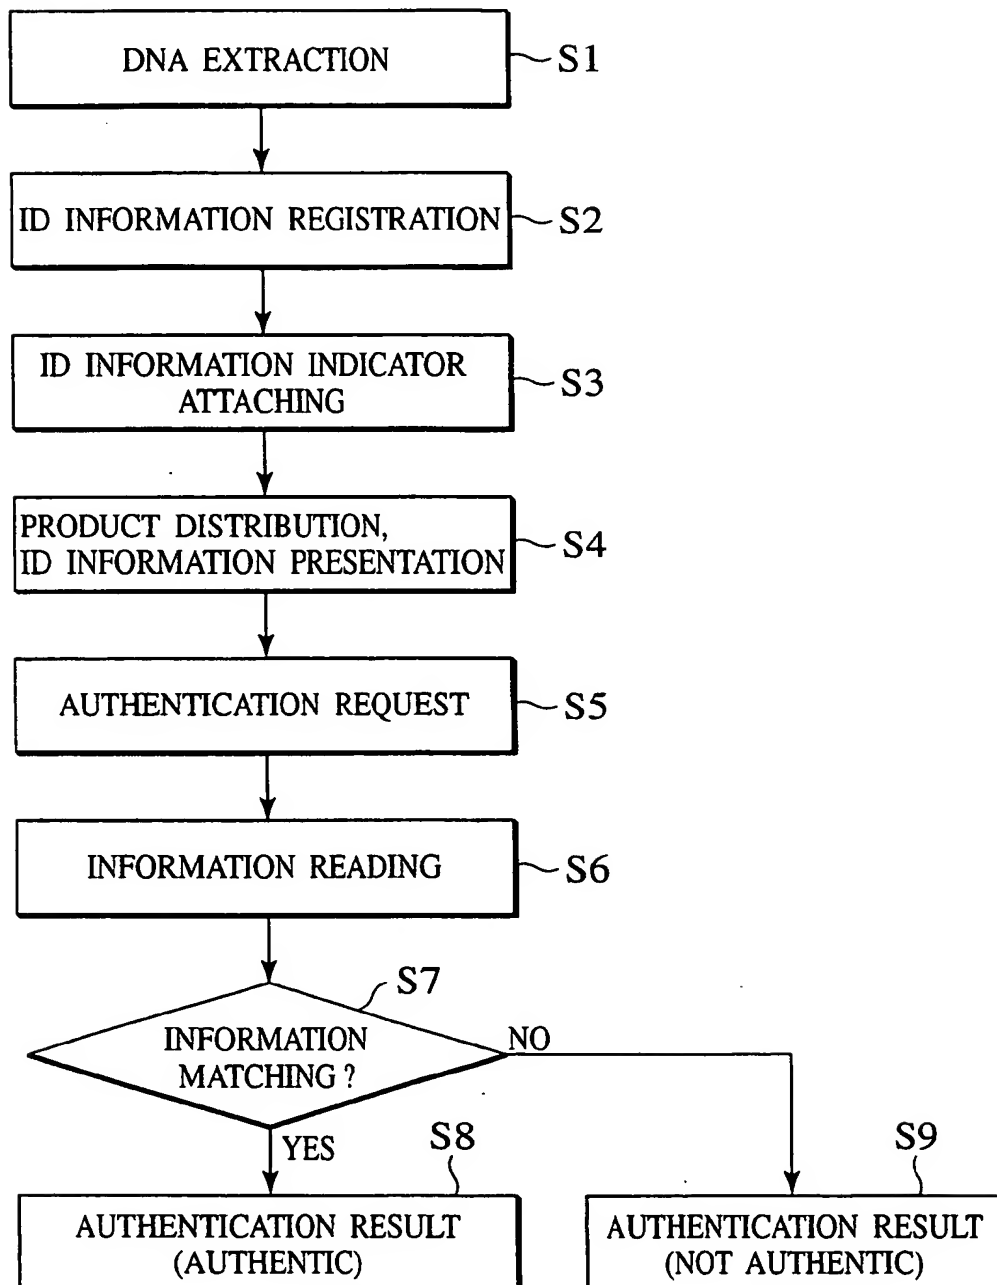 DNA EXTRACTION
S1
ID INFORMATION REGISTRATION
S2
ID INFORMATION INDICATOR
ATTACHING
S3
PRODUCT DISTRIBUTION,
ID INFORMATION PRESENTATION
S4
AUTHENTICATION REQUEST
S5
INFORMATION READING
S6
S7
INFORMATION
MATCHING ?
NO
YES
S8
S9
AUTHENTICATION RESULT
(AUTHENTIC)
AUTHENTICATION RESULT
(NOT AUTHENTIC)